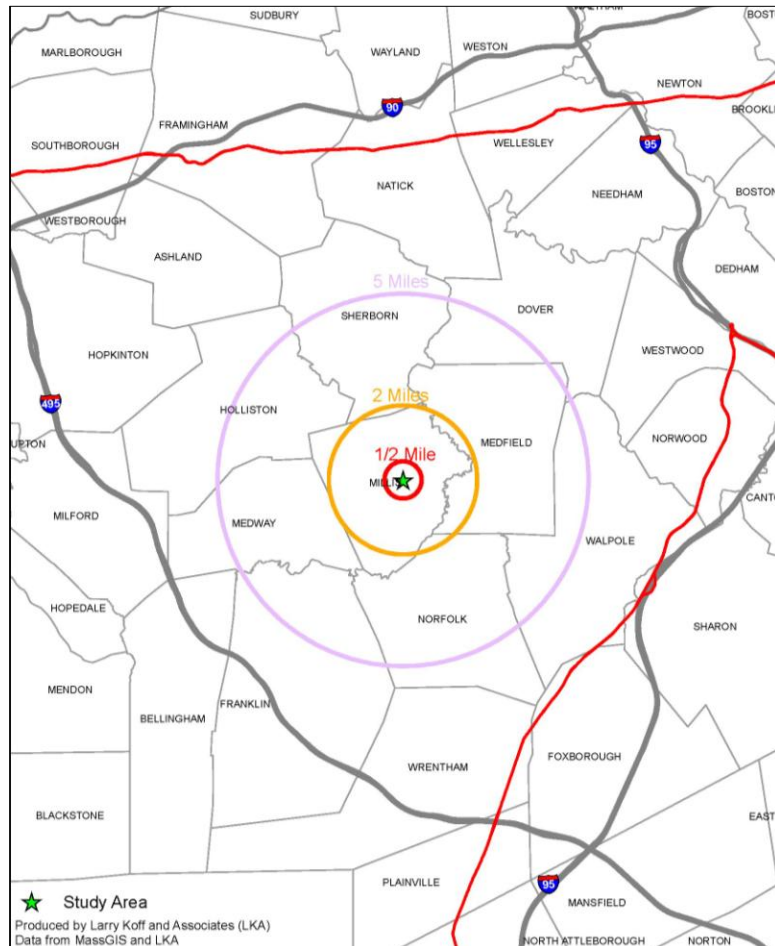 SUDBURY
WALTHAM
BOST
MARLBOROUGH
WAYLAND
WESTON
NEWTON
90
FRAMINGHAM
BROOKLI
SOUTHBOROUGH
WELLESLEY
95
NATICK
NEEDHAM
BOSTON
WESTBOROUGH
ASHLAND
DEDHAM
5 Miles
SHERBORN
DOVER
WESTWOOD
HOPKINTON
2 Miles
495
HOLLISTON
NORWOOD
UPTON
MEDFIELD
1/2 Mile
CANT
MILFORD
MEDWAY
WALPOLE
HOPEDALE
NORFOLK
SHARON
MENDON
BELLINGHAM
FRANKLIN
FOXBOROUGH
WRENTHAM
BLACKSTONE
EAST
PLAINVILLE
95
MANSFIELD
Study Area
Produced by Larry Koff and Associates (LKA)
Data from MassGIS and LKA
NORTH ATTLEBOROUGH
NORTON